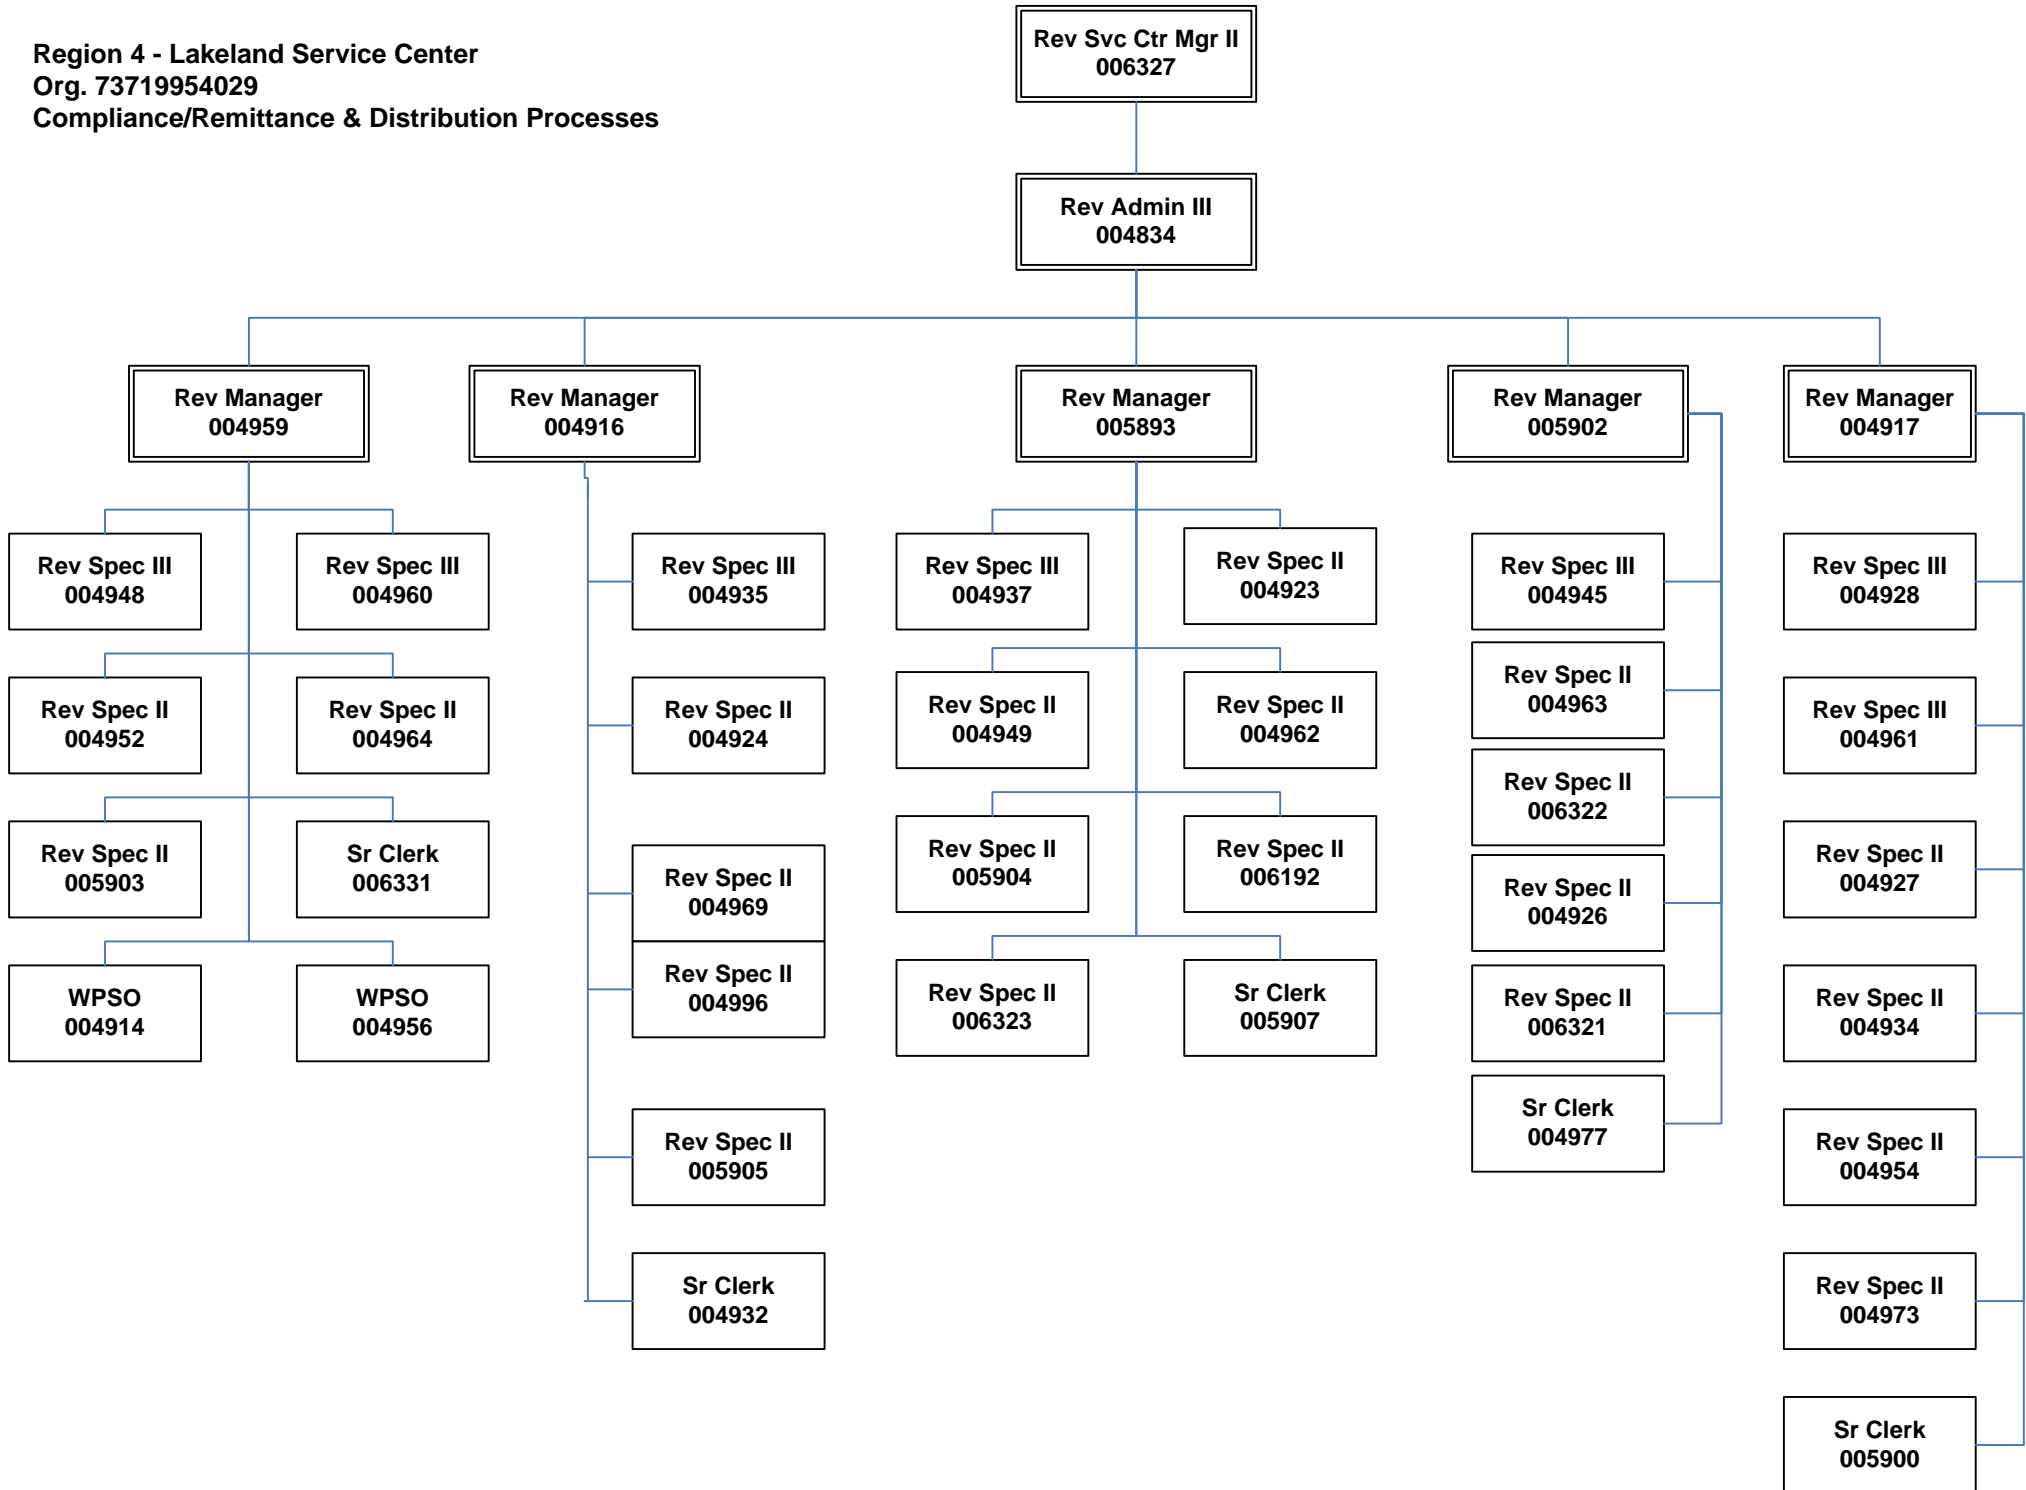 Region 4 - Lakeland Service Center
Org. 73719954029
Compliance/Remittance & Distribution Processes
Rev Svc Ctr Mgr II
006327
Rev Admin III
004834
Rev Manager
004959
Rev Manager
004916
Rev Manager
005893
Rev Manager
005902
Rev Manager
004917
Rev Spec III
004948
Rev Spec III
004960
Rev Spec II
004952
Rev Spec II
004964
Rev Spec II
005903
Sr Clerk
006331
WPSO
004914
WPSO
004956
Rev Spec III
004935
Rev Spec II
004924
Rev Spec II
004969
Rev Spec II
004996
Rev Spec II
005905
Sr Clerk
004932
Rev Spec III
004937
Rev Spec II
004923
Rev Spec II
004949
Rev Spec II
004962
Rev Spec II
005904
Rev Spec II
006192
Rev Spec II
006323
Sr Clerk
005907
Rev Spec III
004945
Rev Spec II
004963
Rev Spec II
006322
Rev Spec II
004926
Rev Spec II
006321
Sr Clerk
004977
Rev Spec III
004928
Rev Spec III
004961
Rev Spec II
004927
Rev Spec II
004934
Rev Spec II
004954
Rev Spec II
004973
Sr Clerk
005900